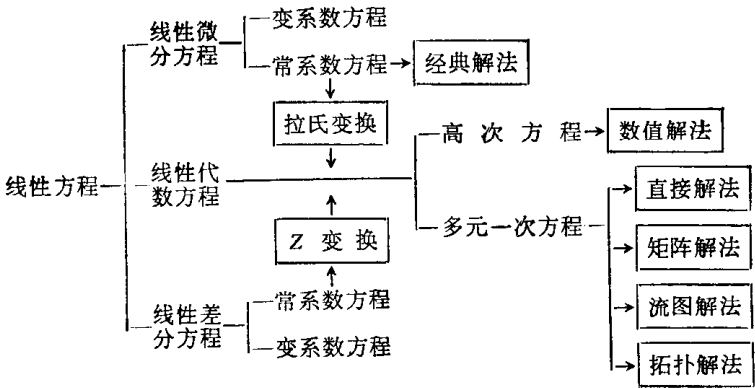 线性方程
线性微
分方程
变系数方程
常系数方程
经典解法
拉氏变换
线性代
数方程
高次方程
数值解法
多元一次方程
直接解法
矩阵解法
流图解法
拓扑解法
Z变换
线性差
分方程
常系数方程
变系数方程